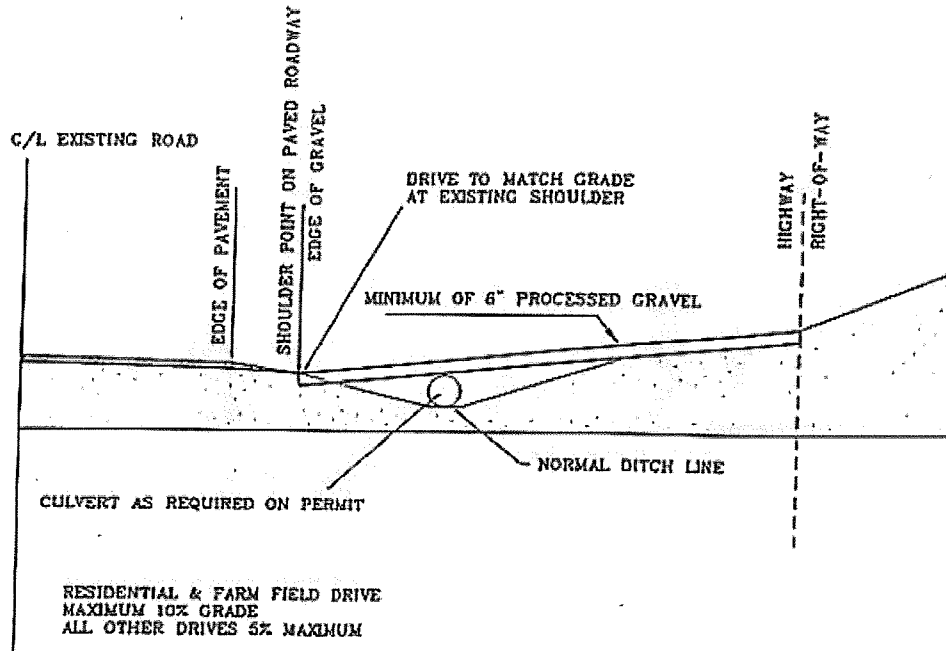 C/L EXISTING ROAD
EDGE OF PAVEMENT
SHOULDER POINT ON PAVED ROADWAY
EDGE OF GRAVEL
DRIVE TO MATCH GRADE
AT EXISTING SHOULDER
HIGHWAY
RIGHT-OF-WAY
MINIMUM OF 6" PROCESSED GRAVEL
NORMAL DITCH LINE
CULVERT AS REQUIRED ON PERMIT
RESIDENTIAL & FARM FIELD DRIVE
MAXIMUM 10% GRADE
ALL OTHER DRIVES 5% MAXIMUM